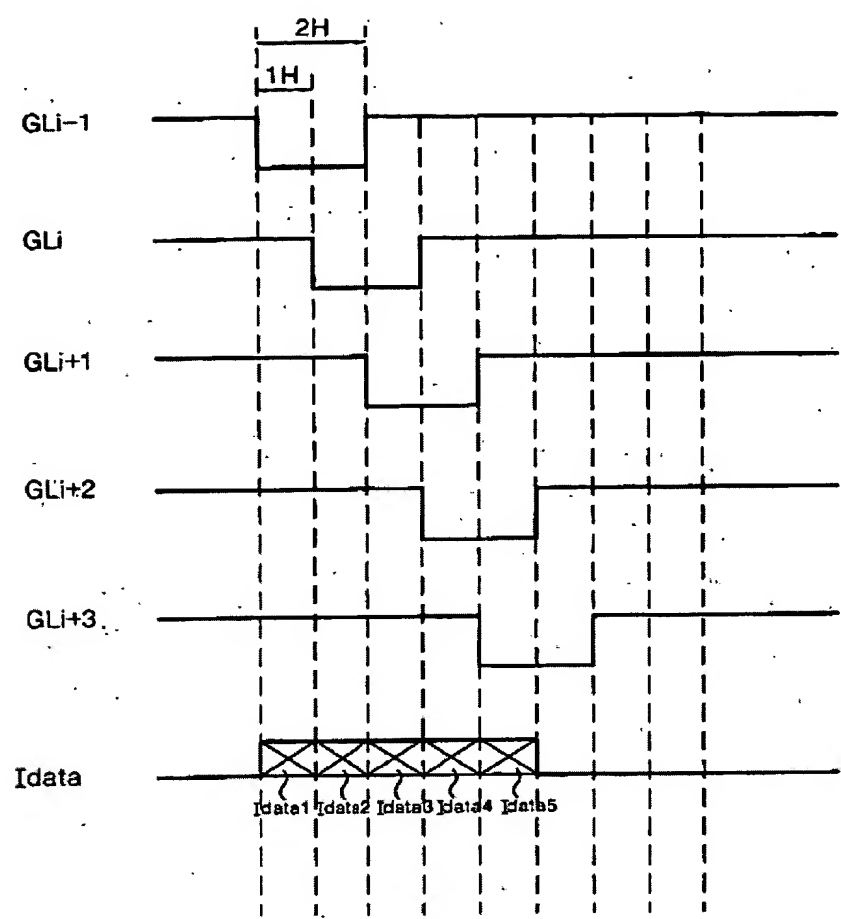 2H
1H
GLi-1
GLi
GLi+1
GLi+2
GLi+3
Idata
Idata1 Idata2 Idata3 Idata4 Idata5